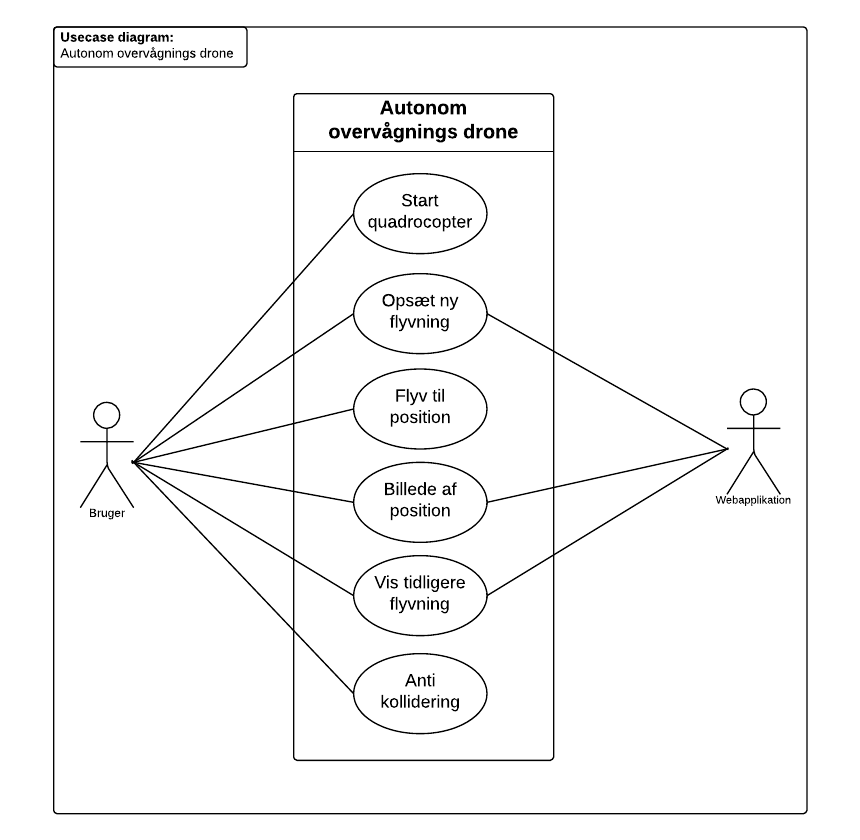 Usecase diagram:
Autonom overvågnings drone
Autonom
overvågnings drone
Start
quadrocopter
Opsæt ny
flyvning
Flyv til
position
Billede af
position
Vis tidligere
flyvning
Anti
kollidering
Bruger
Webapplikation